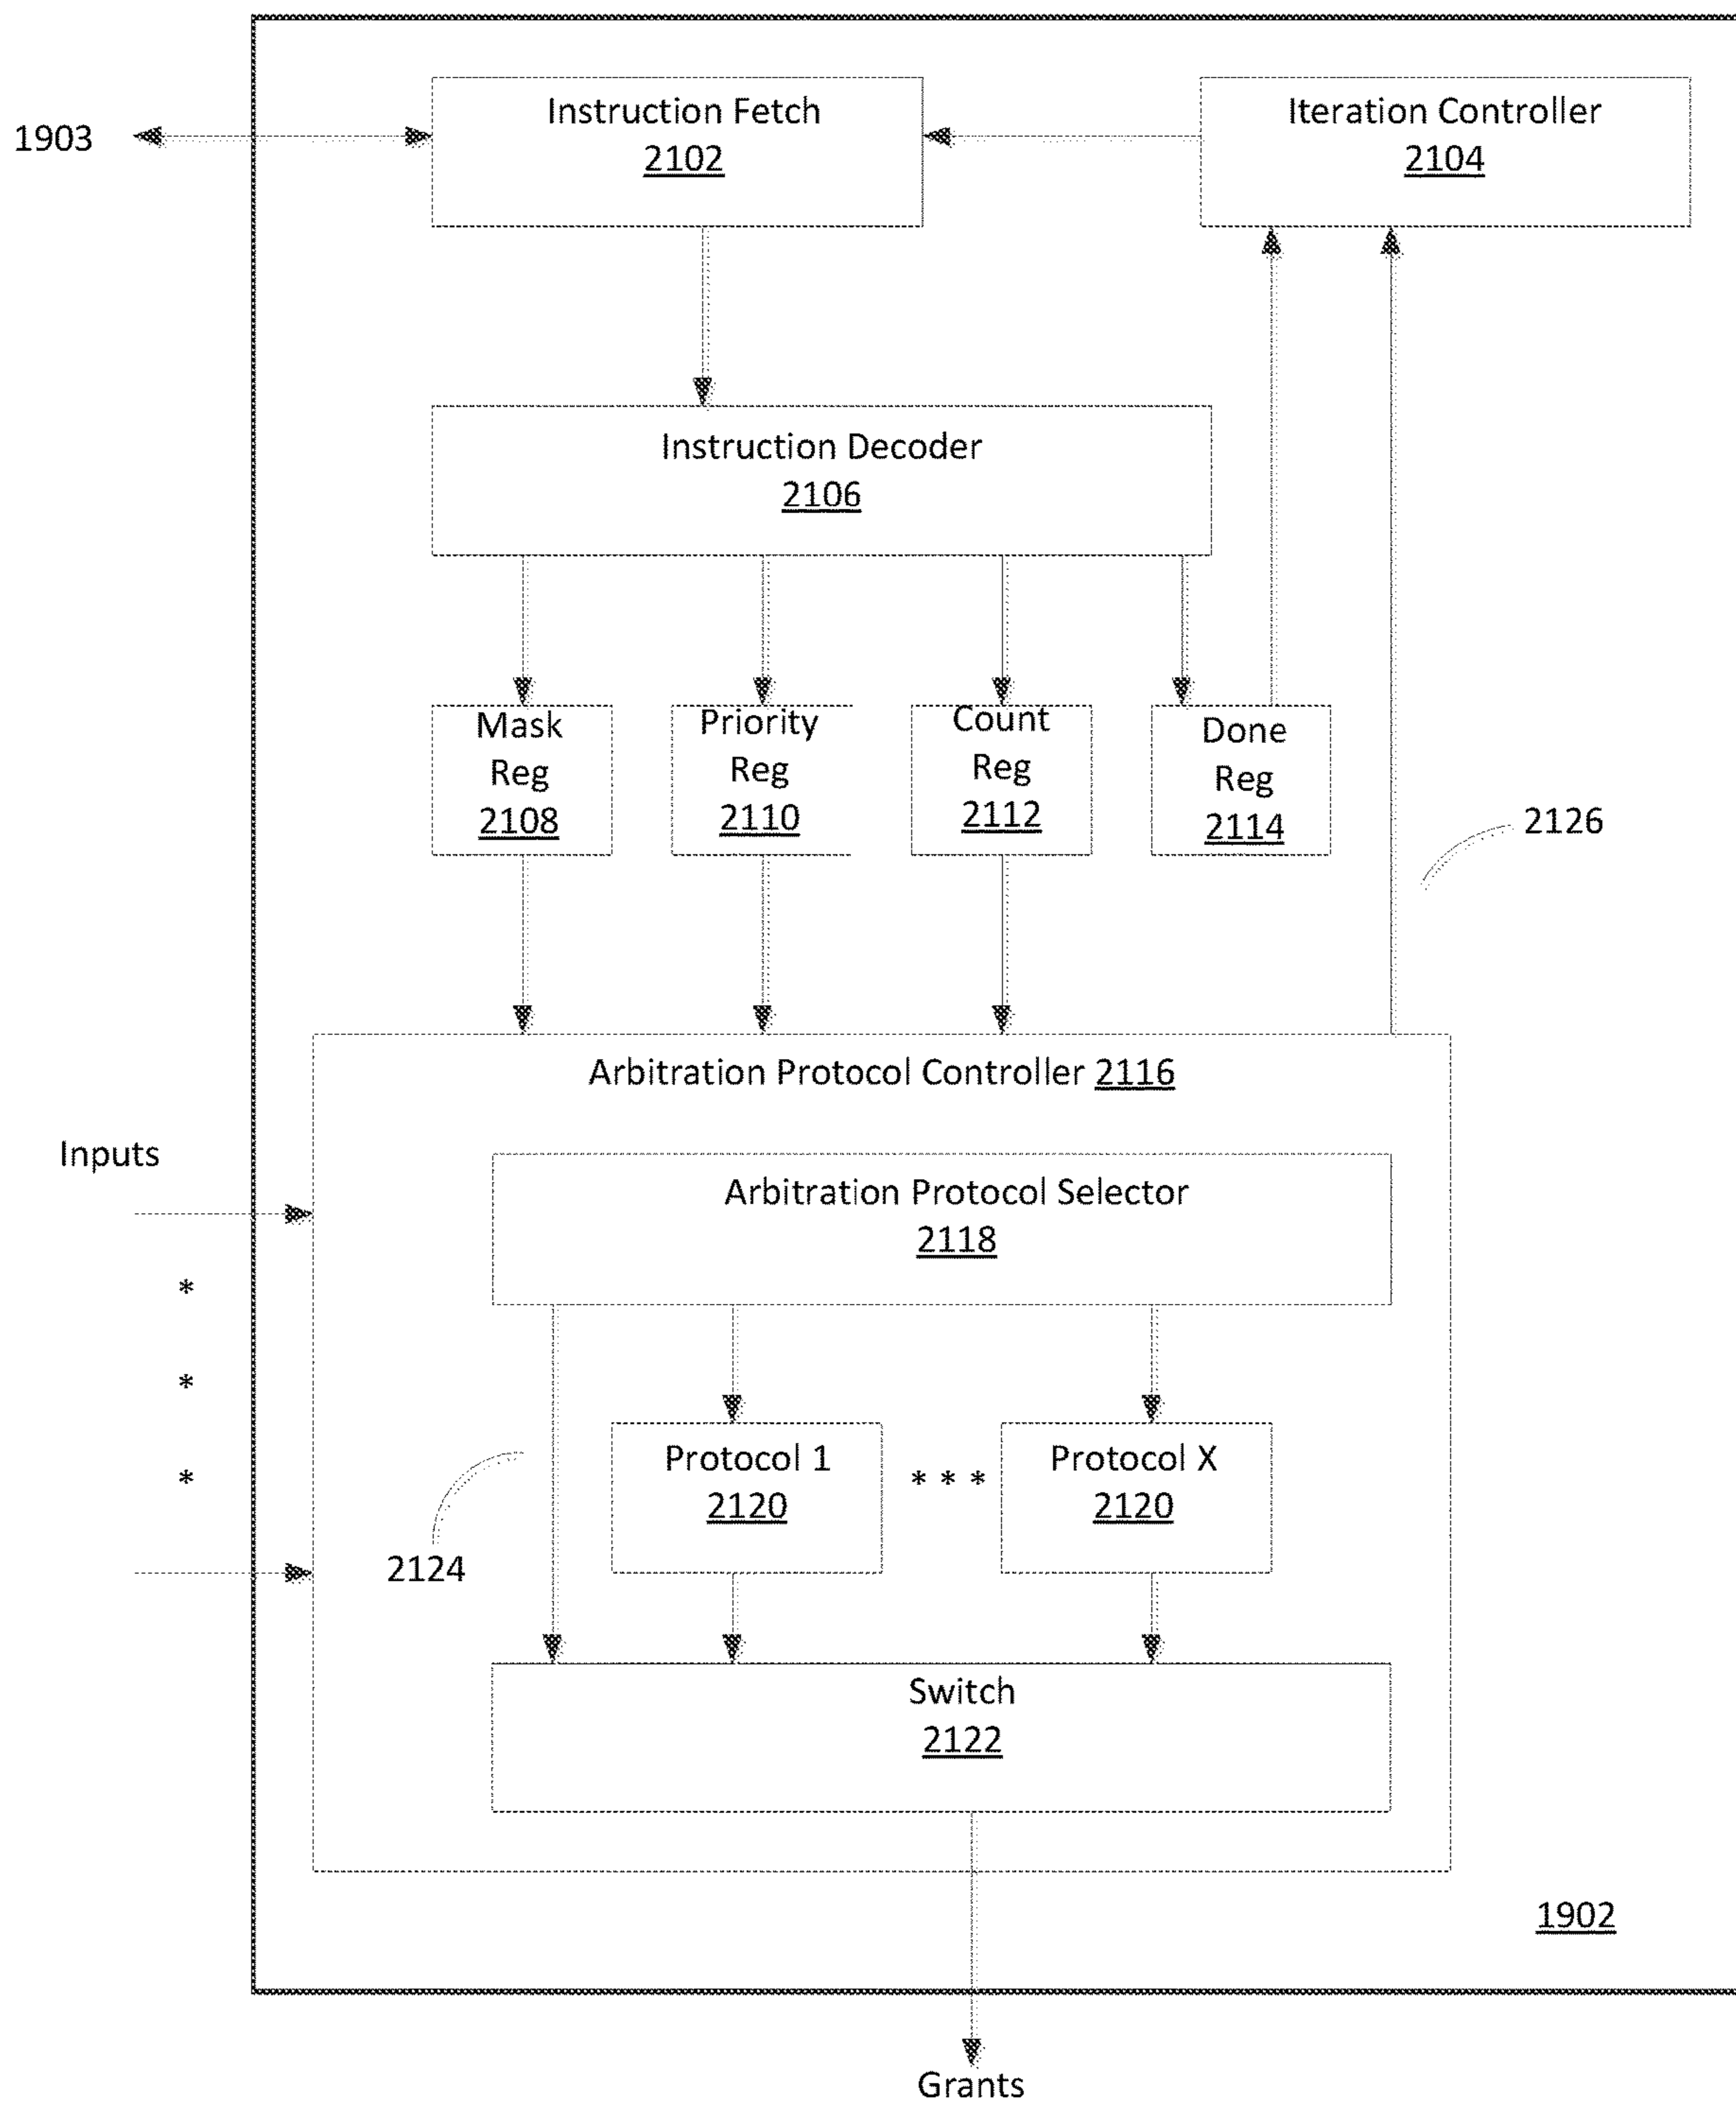 Instruction Fetch
2102
Iteration Controller
2104
1903
Instruction Decoder
2106
Mask
Reg
2108
Priority
Reg
2110
Count
Reg
2112
Done
Reg
2114
2126
Arbitration Protocol Controller 2116
Inputs
Arbitration Protocol Selector
2118
*
*
*
Protocol 1
2120
* * *
Protocol X
2120
2124
Switch
2122
1902
Grants